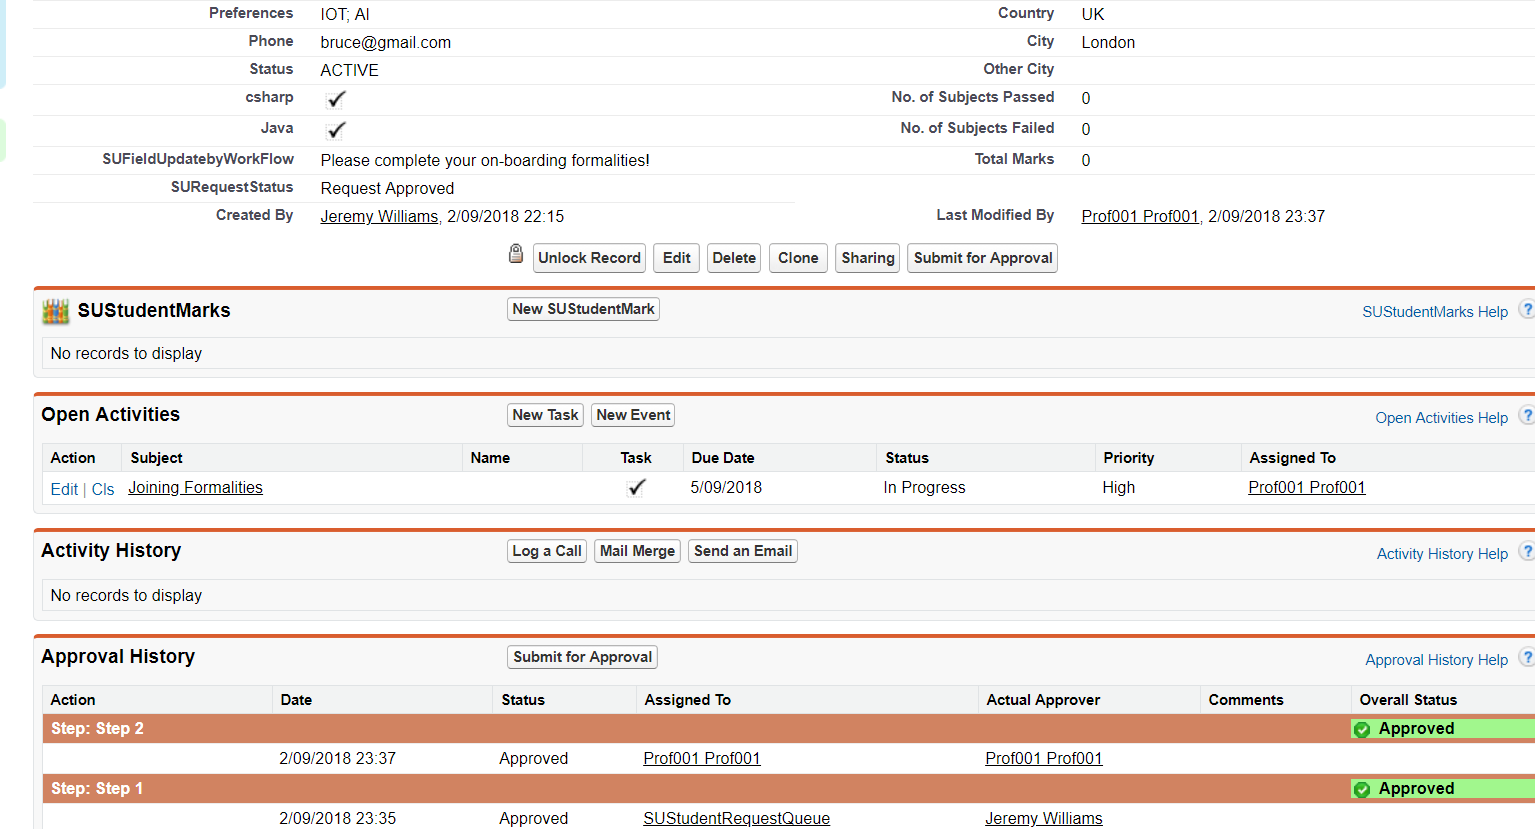 Preferences IOT; AI Country UK
Phone bruce@gmail.com City London
Status ACTIVE Other City
csharp No. of Subjects Passed 0
Java No. of Subjects Failed 0
SUFieldUpdatebyWorkFlow Please complete your on-boarding formalities! Total Marks 0
SURequestStatus Request Approved
Created By Jeremy Williams, 2/09/2018 22:15 Last Modified By Prof001 Prof001, 2/09/2018 23:37
Unlock Record Edit Delete Clone Sharing Submit for Approval
SUStudentMarks New SUStudentMark SUStudentMarks Help ?
No records to display
Open Activities New Task New Event Open Activities Help ?
Action Subject Name Task Due Date Status Priority Assigned To
Edit | Cls Joining Formalities 5/09/2018 In Progress High Prof001 Prof001
Activity History Log a Call Mail Merge Send an Email Activity History Help ?
No records to display
Approval History Submit for Approval Approval History Help ?
Action Date Status Assigned To Actual Approver Comments Overall Status
Step: Step 2 Approved
2/09/2018 23:37 Approved Prof001 Prof001 Prof001 Prof001
Step: Step 1 Approved
2/09/2018 23:35 Approved SUStudentRequestQueue Jeremy Williams